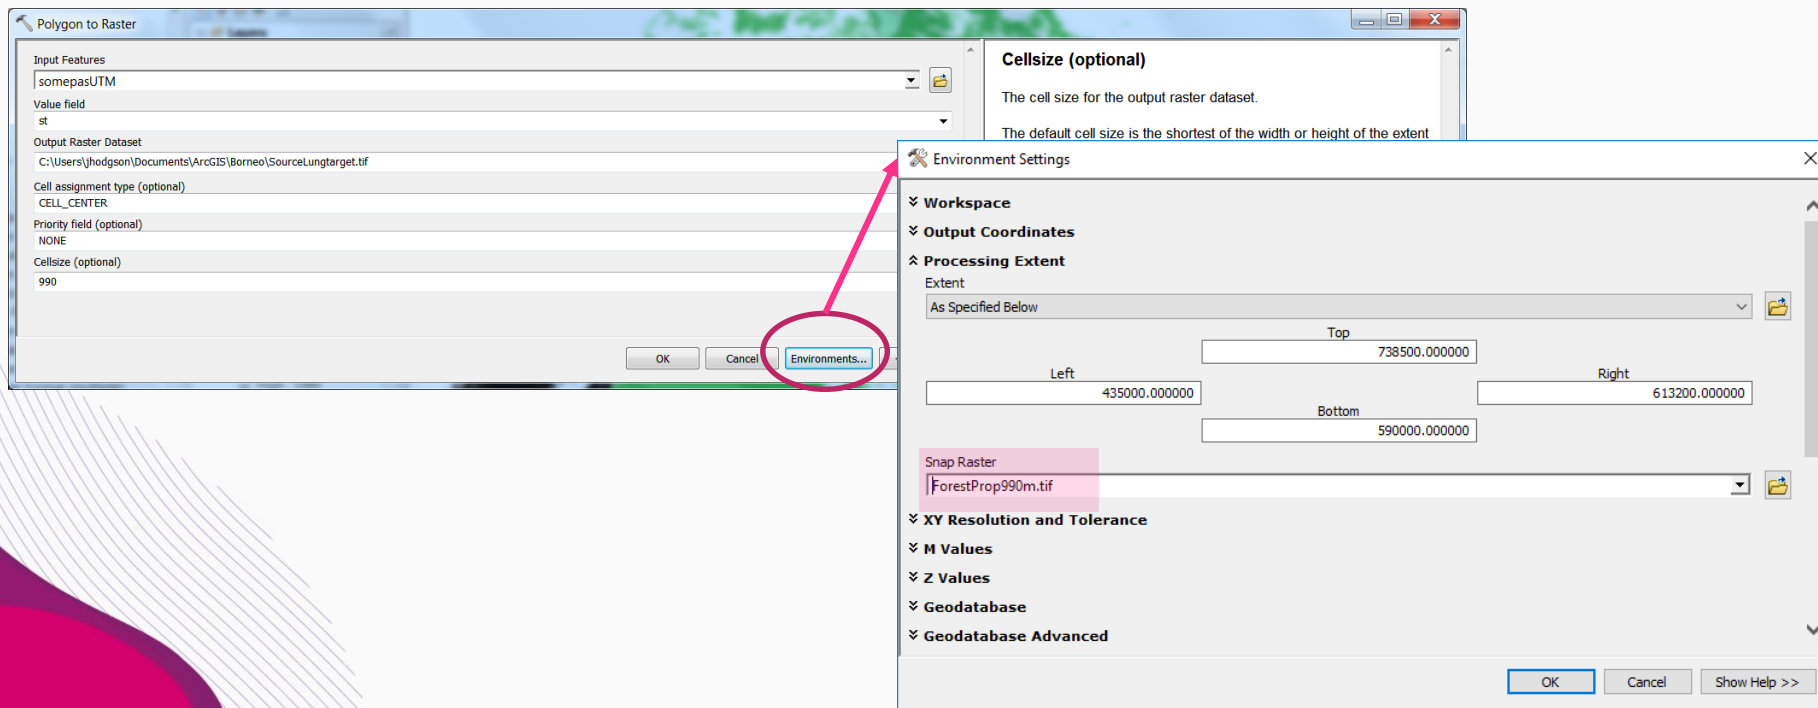 Polygon to Raster
Input Features
somepasUTM
Value field
st
Output Raster Dataset
C:\Users\jhodgson\Documents\ArcGIS\Borneo\SourceLungtarget.tif
Cell assignment type (optional)
CELL_CENTER
Priority field (optional)
NONE
Cellsize (optional)
990
OK
Cancel
Environments...
Cellsize (optional)
The cell size for the output raster dataset.
The default cell size is the shortest of the width or height of the extent
Environment Settings
Workspace
Output Coordinates
Processing Extent
Extent
As Specified Below
Top
738500.000000
Left
Right
435000.000000
613200.000000
Bottom
590000.000000
Snap Raster
ForestProp990m.tif
XY Resolution and Tolerance
M Values
Z Values
Geodatabase
Geodatabase Advanced
OK
Cancel
Show Help >>